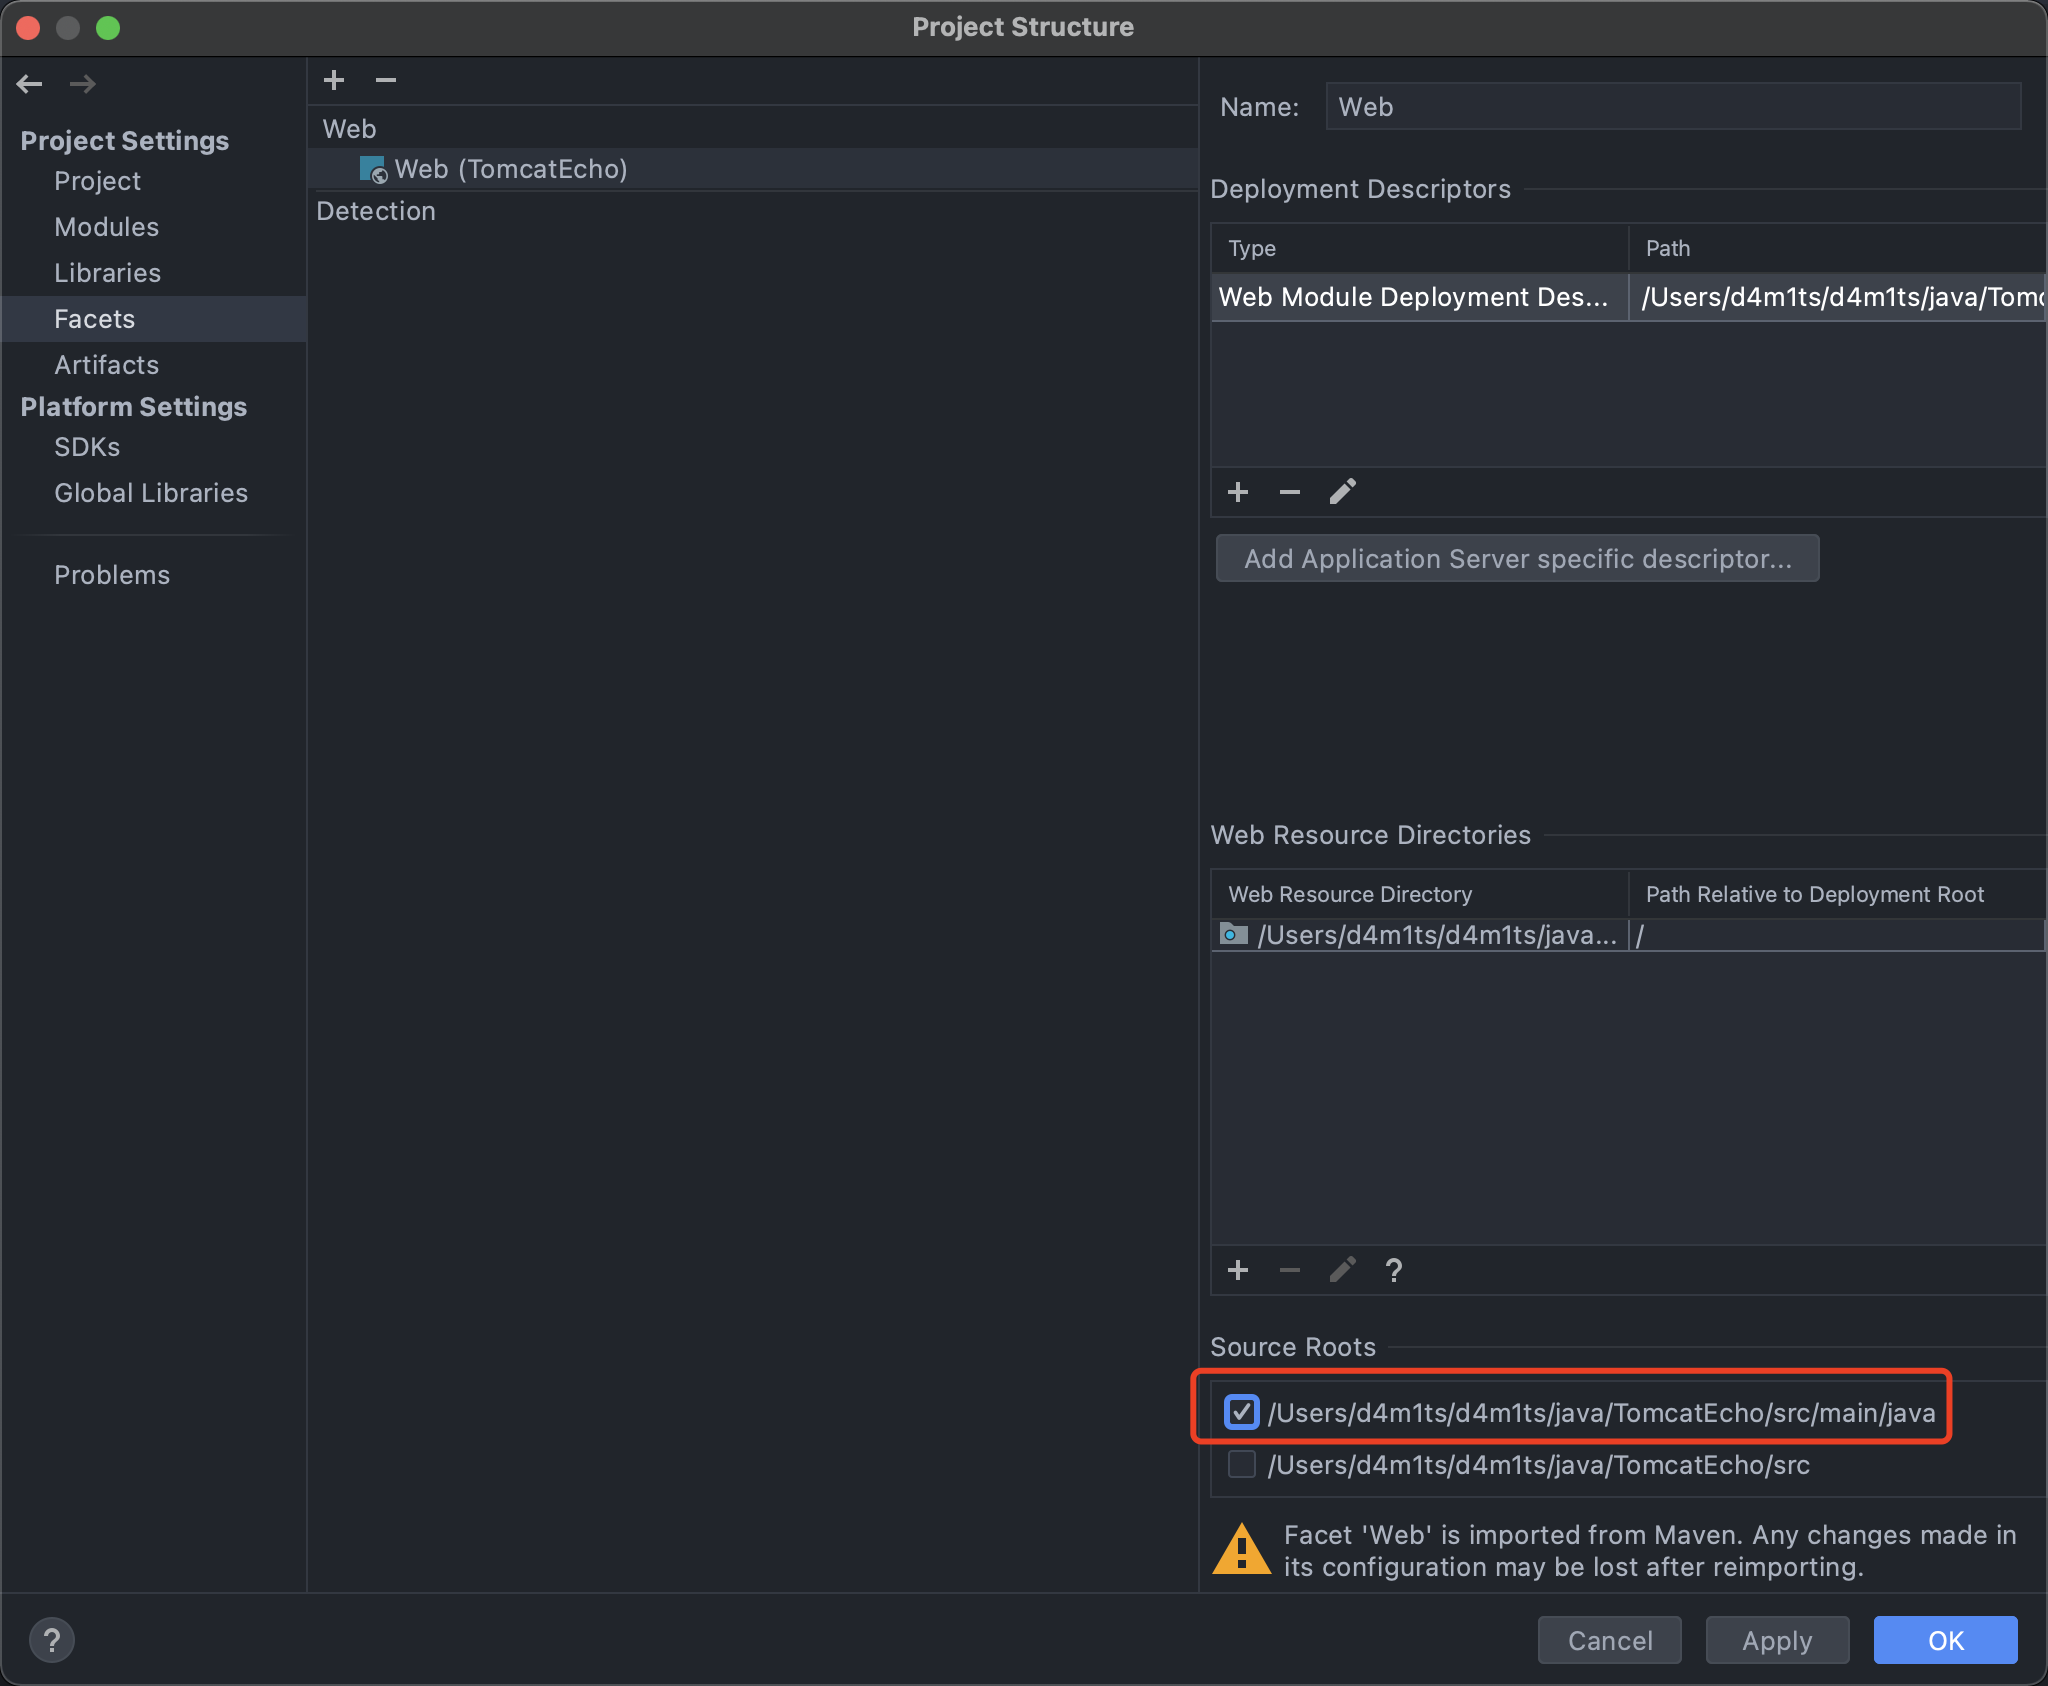 Project Structure
Project Settings
Project
Modules
Libraries
Facets
Artifacts
Platform Settings
SDKs
Global Libraries
Problems
Web
Web (TomcatEcho)
Detection
Name: Web
Deployment Descriptors
Type Path
Web Module Deployment Des... /Users/d4m1ts/d4m1ts/java/Tomc
Add Application Server specific descriptor...
Web Resource Directories
Web Resource Directory Path Relative to Deployment Root
/Users/d4m1ts/d4m1ts/java... /
?
Source Roots
/Users/d4m1ts/d4m1ts/java/TomcatEcho/src/main/java
/Users/d4m1ts/d4m1ts/java/TomcatEcho/src
Facet 'Web' is imported from Maven. Any changes made in
its configuration may be lost after reimporting.
? Cancel Apply OK